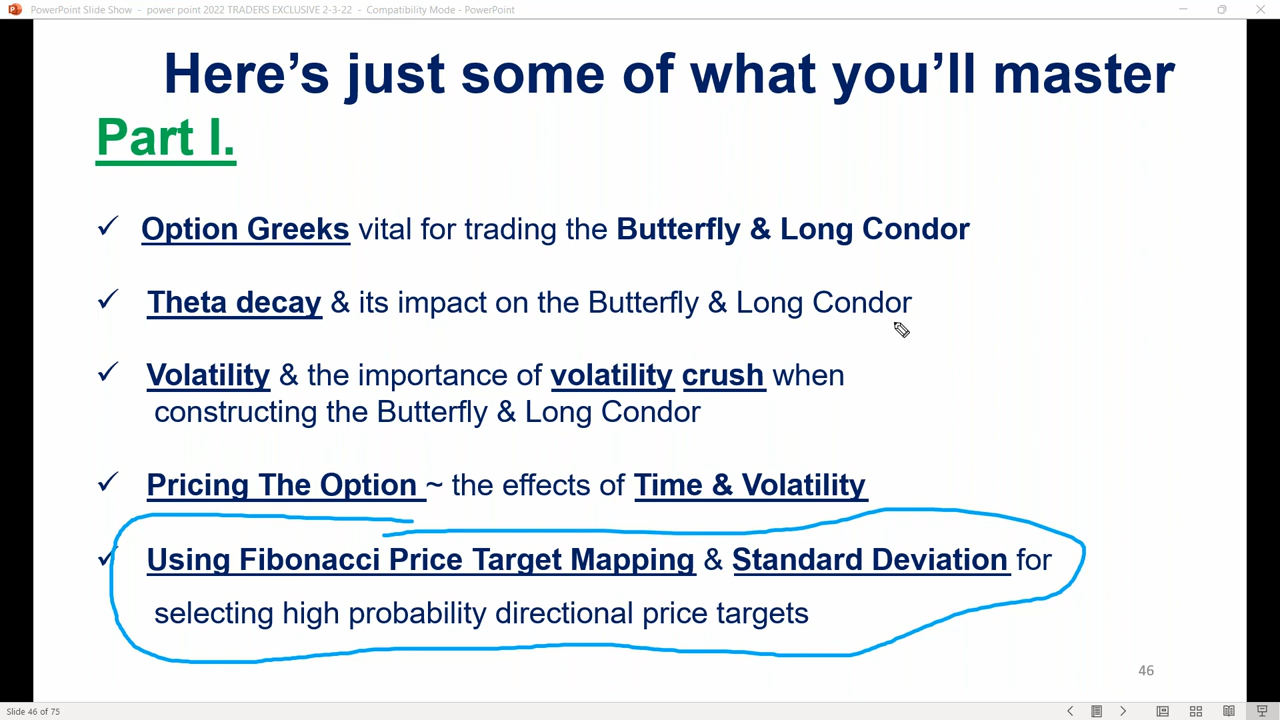 PowerPoint Slide Show - power point 2022 TRADERS EXCLUSIVE 2-3-22 - Compatibility Mode - PowerPoint
Here's just some of what you'll master
Part I.
✓ Option Greeks vital for trading the Butterfly & Long Condor
✓ Theta decay & its impact on the Butterfly & Long Condor
✓ Volatility & the importance of volatility crush when
constructing the Butterfly & Long Condor
✓ Pricing The Option ~ the effects of Time & Volatility
✓ Using Fibonacci Price Target Mapping & Standard Deviation for
selecting high probability directional price targets
46
Slide 46 of 75